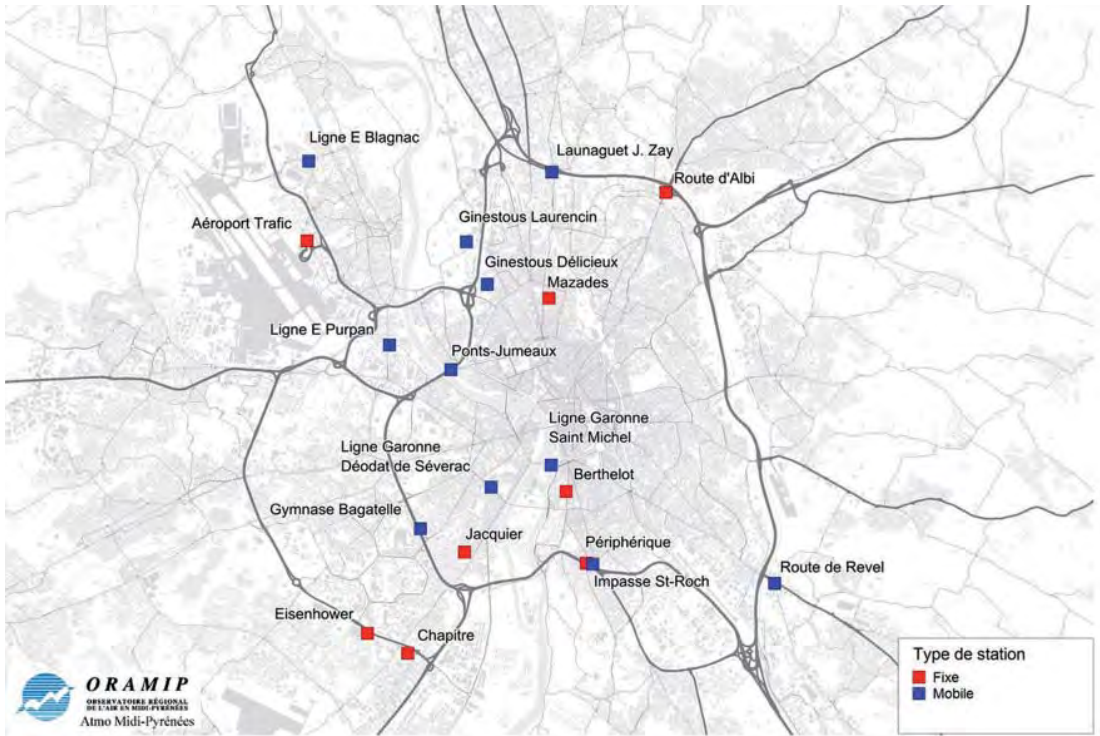 Ligne E Blagnac
Launaguet J. Zay
Route d'Albi
Aéroport Trafic
Ginestous Laurencin
Ginestous Délicieux
Mazades
Ligne E Purpan
Ponts-Jumeaux
Ligne Garonne
Saint Michel
Ligne Garonne
Déodat de Séverac
Berthelot
Gymnase Bagatelle
Jacquier
Périphérique
Impasse St-Roch
Route de Revel
Eisenhower
Chapitre
Type de station
Fixe
Mobile
ORAMIP
OBSERVATOIRE RÉGIONAL
DE L'AIR EN MIDI-PYRÉNÉES
Atmo Midi-Pyrénées